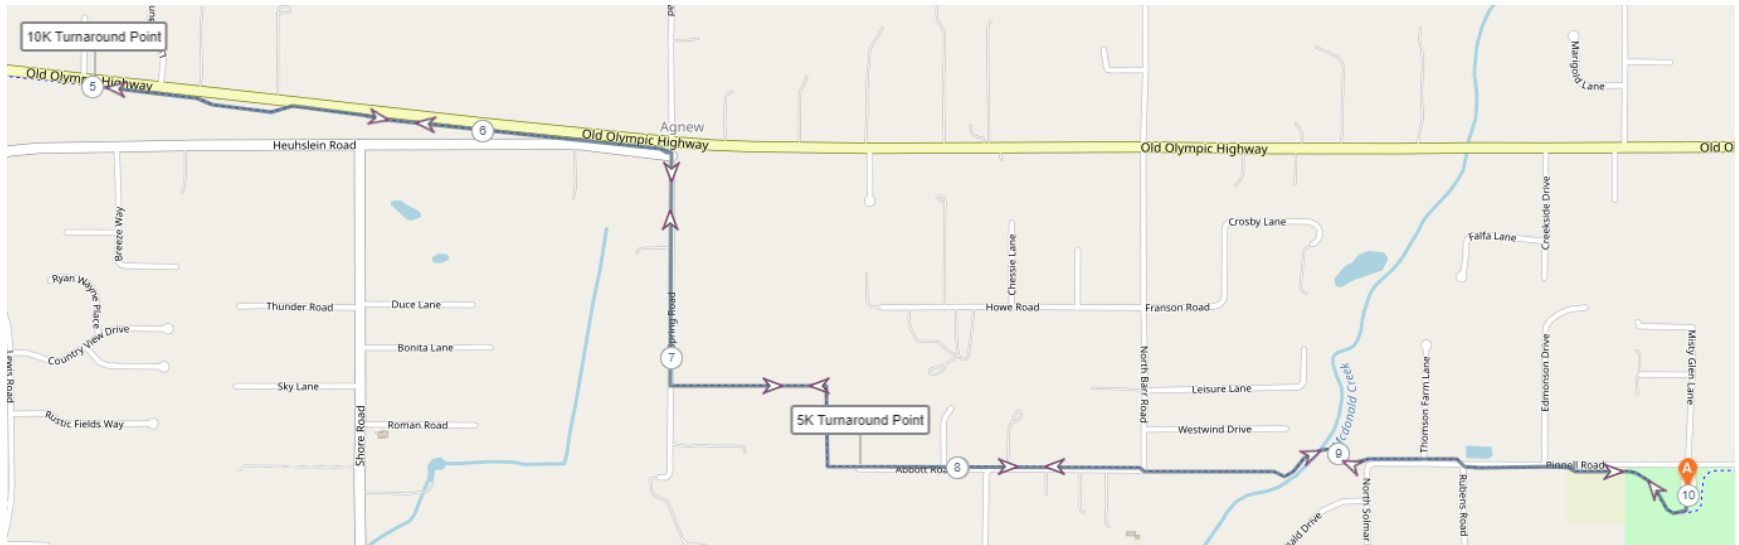 10K Turnaround Point
Old Olympic Highway
5
6
Agnew
Old Olympic Highway
Old Olympic Highway
Old O
Marigold Lane
Heuhslein Road
Breeze Way
Ryan Wayne Place
Country View Drive
Lewis Road
Rustic Fields Way
Thunder Road
Duce Lane
Bonita Lane
Sky Lane
Roman Road
Shore Road
7
5K Turnaround Point
Abbott Roa
8
Chessie Lane
Howe Road
Franson Road
Crosby Lane
North Barr Road
Leisure Lane
Westwind Drive
Mcdonald Creek
9
Falfa Lane
Creekside Drive
Thomson Farm Lane
Edmonson Drive
Misty Glen Lane
Pinnell Road
North Solmar
Rubens Road
nald Drive
A
10